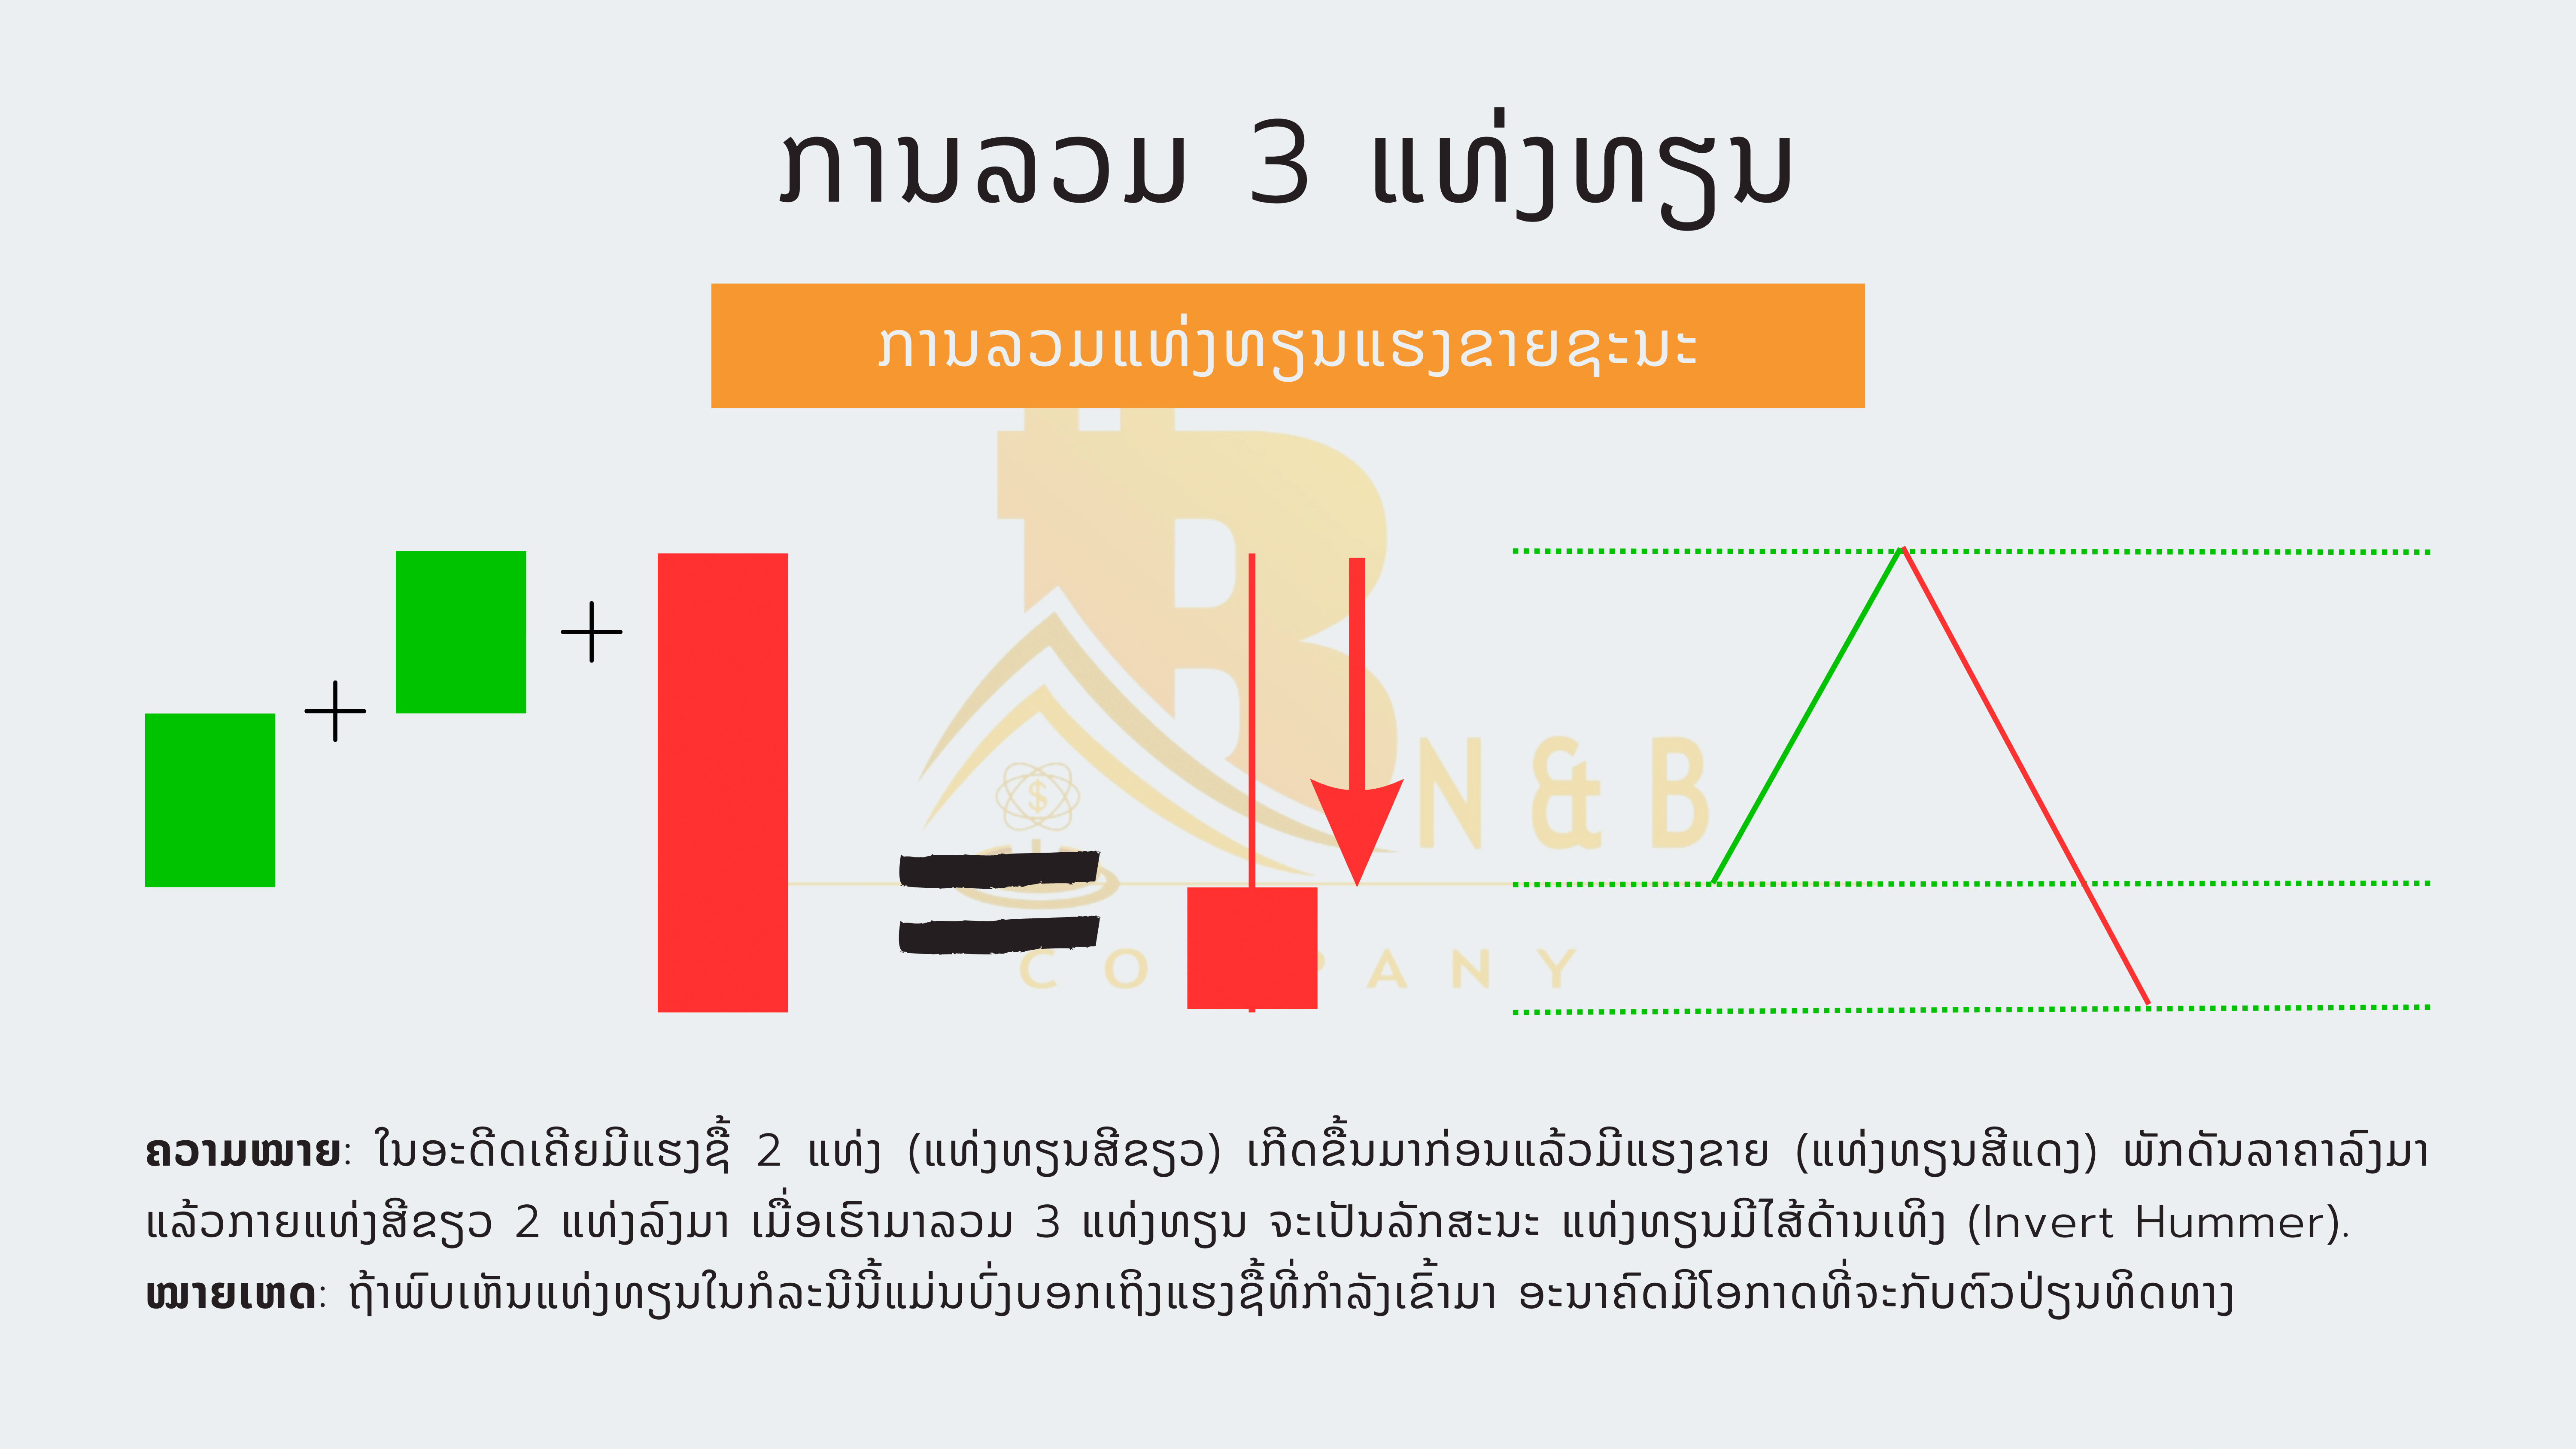 ການລວມ 3 ແທ່ງທຽນ
ການລວມແທ່ງທຽນແຮງຂາຍຊະນະ
N & B
ຄວາມໝາຍ: ໃນອະດີດເຄີຍມີແຮງຊື້ 2 ແທ່ງ (ແທ່ງທຽນສີຂຽວ) ເກີດຂື້ນມາກ່ອນແລ້ວມີແຮງຂາຍ (ແທ່ງທຽນສີແດງ) ພັກດັນລາຄາລົງມາ
ແລ້ວກາຍແທ່ງສີຂຽວ 2 ແທ່ງລົງມາ ເມື່ອເຮົາມາລວມ 3 ແທ່ງທຽນ ຈະເປັນລັກສະນະ ແທ່ງທຽນມີໄສ້ດ້ານເທິງ (Invert Hummer).
ໝາຍເຫດ: ຖ້າພົບເຫັນແທ່ງທຽນໃນກໍລະນີນີ້ແມ່ນບົ່ງບອກເຖິງແຮງຊື້ທີ່ກຳລັງເຂົ້າມາ ອະນາຄົດມີໂອກາດທີ່ຈະກັບຕົວປ່ຽນທິດທາງ